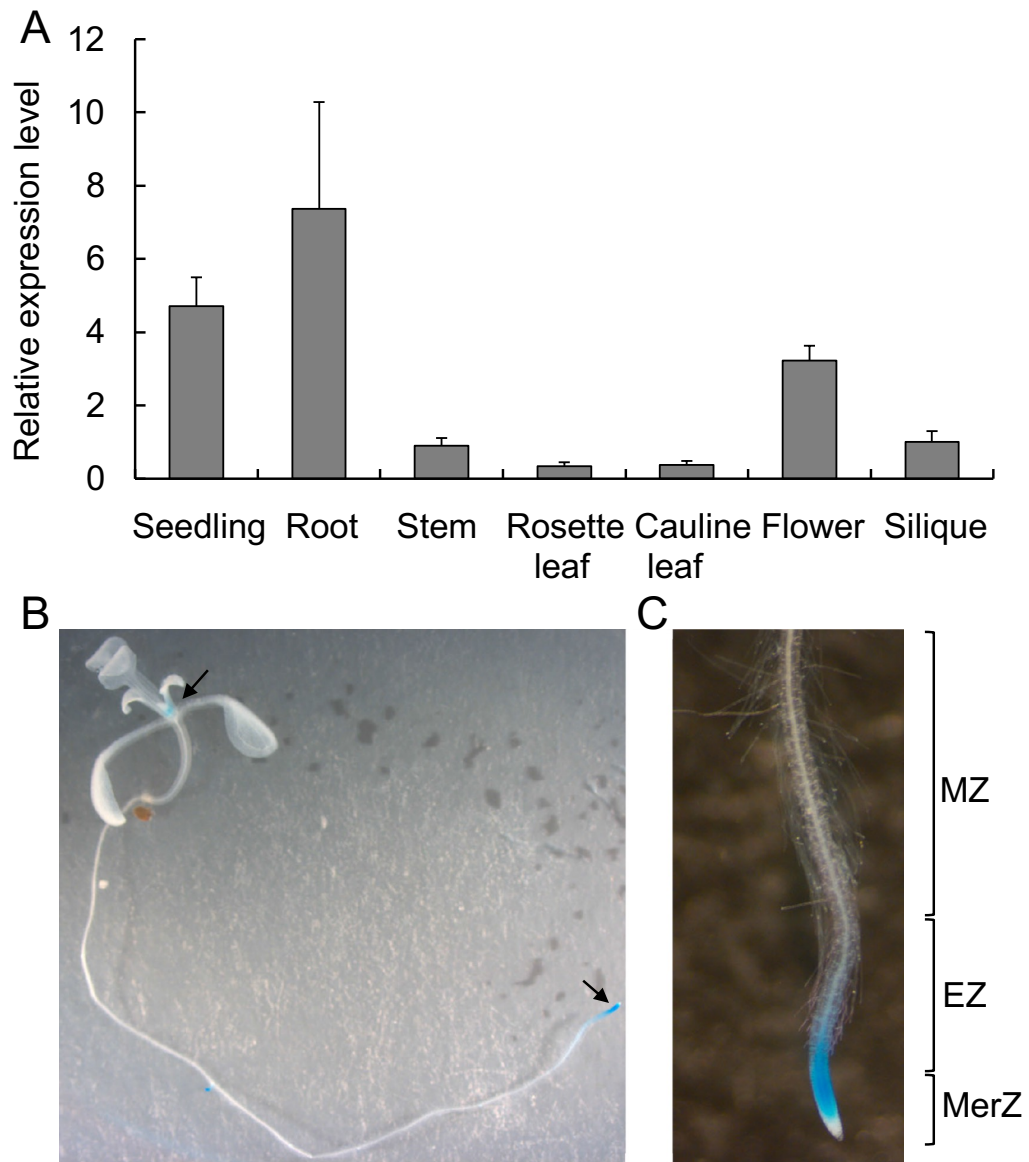 A
Relative expression level
12
10
8
6
4
2
0
Seedling Root Stem Rosette leaf Cauline leaf Flower Silique
B
C
MZ
EZ
MerZ